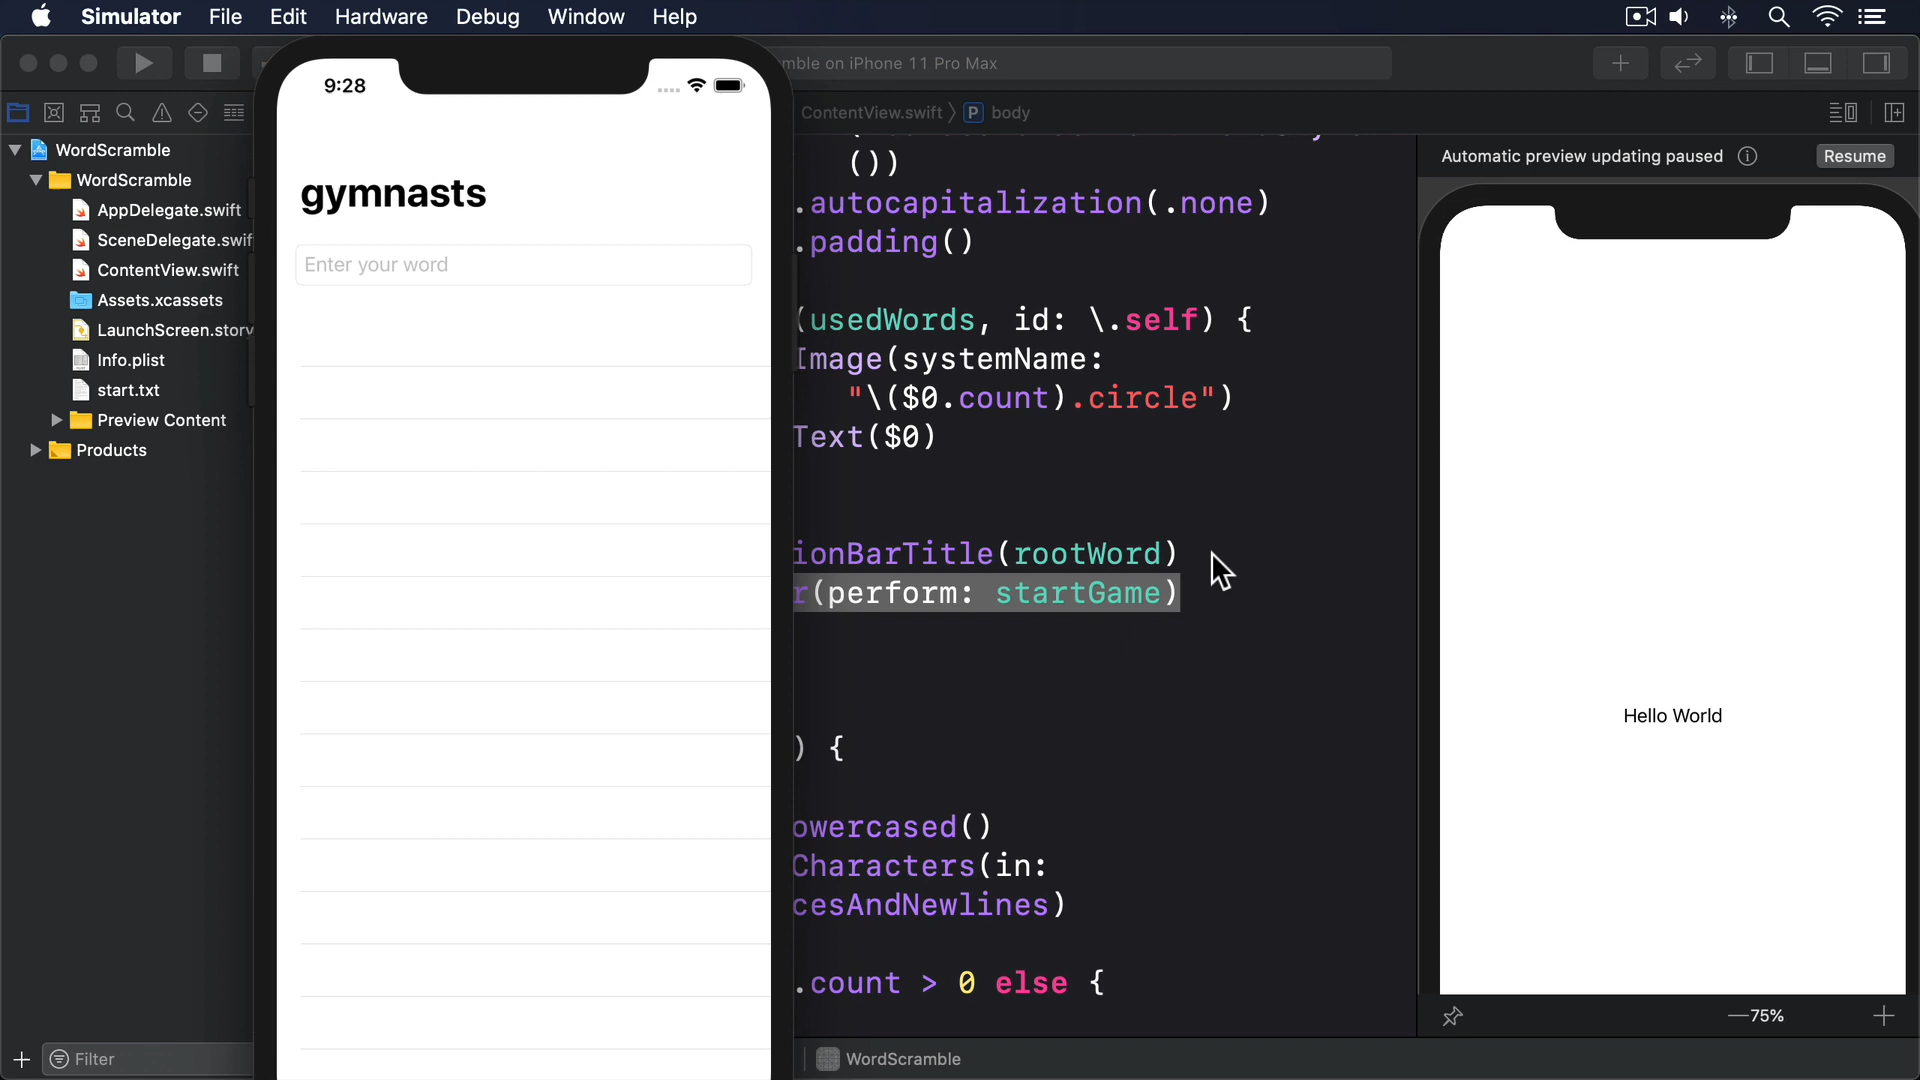 Simulator File Edit Hardware Debug Window Help
mble on iPhone 11 Pro Max
WordScramble
WordScramble
AppDelegate.swift
SceneDelegate.swif
ContentView.swift
Assets.xcassets
LaunchScreen.story
Info.plist
start.txt
Preview Content
Products
Filter
9:28
gymnasts
Enter your word
ContentView.swift P body
())
.autocapitalization(.none)
.padding()
(usedWords, id: \.self) {
Image(systemName:
"\($0.count).circle")
Text($0)
ionBarTitle(rootWord)
r(perform: startGame)
) {
owercased()
Characters(in:
cesAndNewlines)
.count > 0 else {
WordScramble
Automatic preview updating paused Resume
Hello World
75%